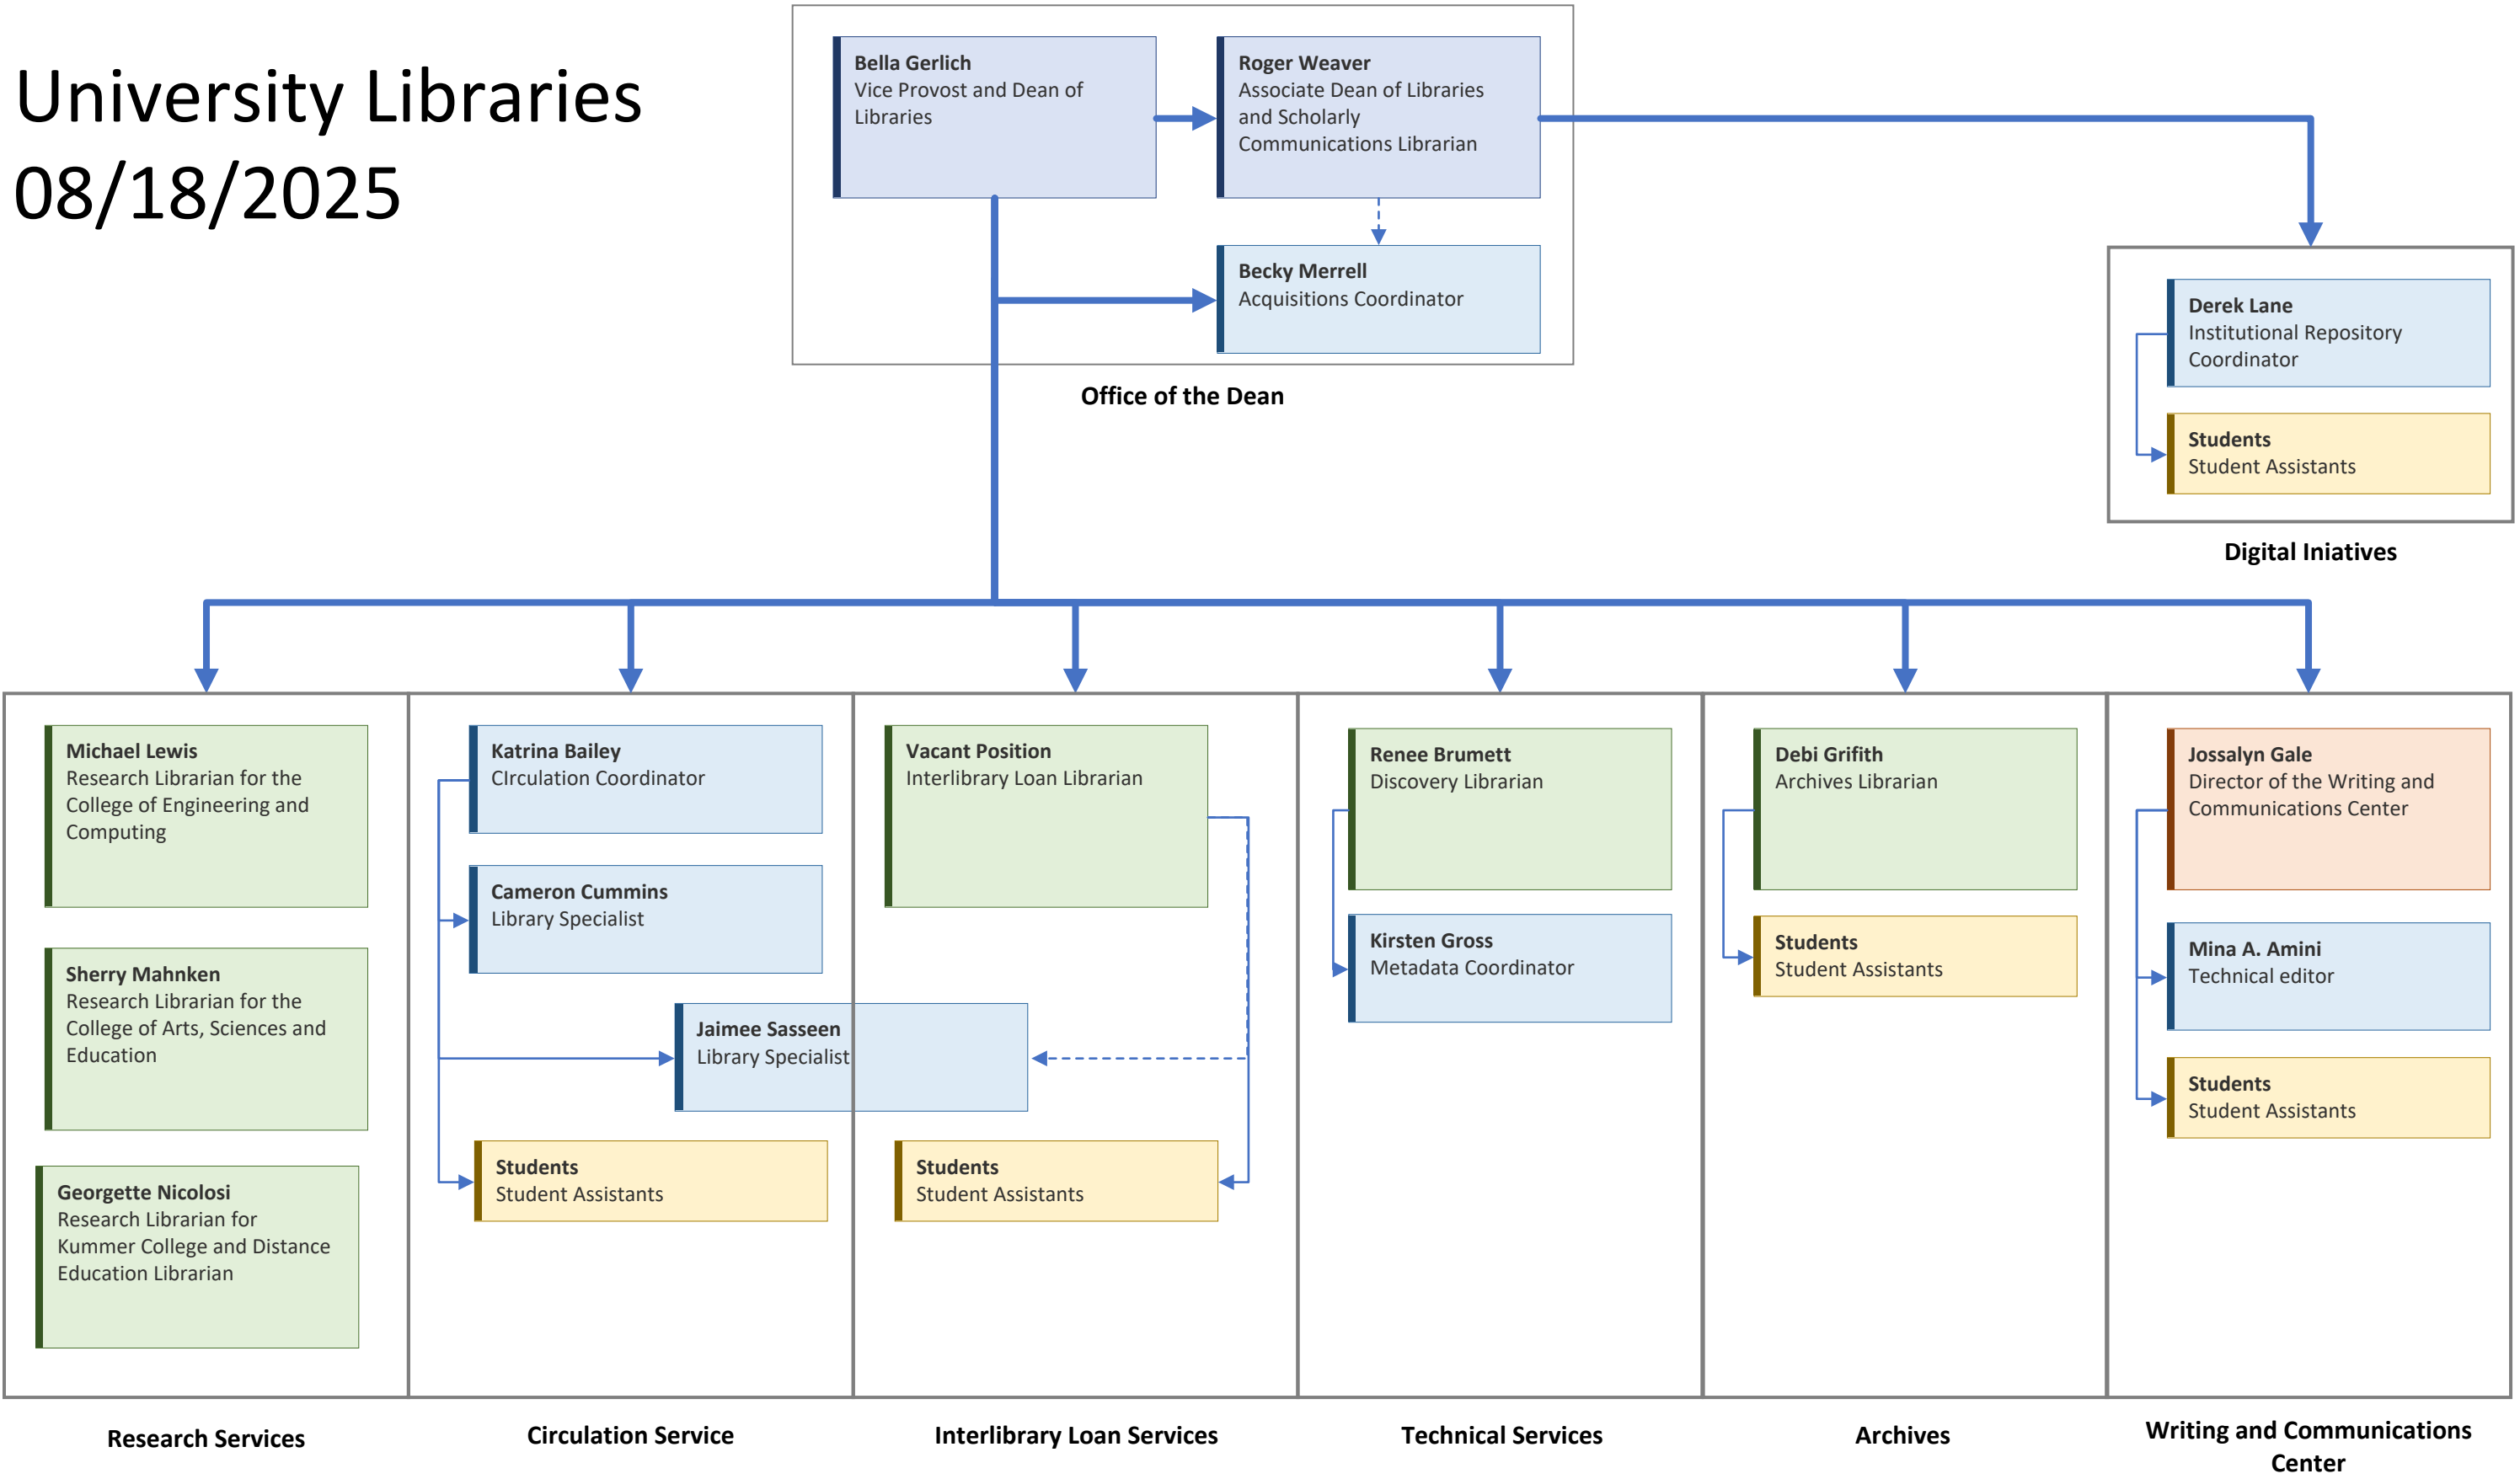 University Libraries
08/18/2025
Bella Gerlich
Vice Provost and Dean of
Libraries
Roger Weaver
Associate Dean of Libraries
and Scholarly
Communications Librarian
Becky Merrell
Acquisitions Coordinator
Office of the Dean
Derek Lane
Institutional Repository
Coordinator
Students
Student Assistants
Digital Iniatives
Michael Lewis
Research Librarian for the
College of Engineering and
Computing
Sherry Mahnken
Research Librarian for the
College of Arts, Sciences and
Education
Georgette Nicolosi
Research Librarian for
Kummer College and Distance
Education Librarian
Research Services
Katrina Bailey
CIrculation Coordinator
Cameron Cummins
Library Specialist
Jaimee Sasseen
Library Specialist
Students
Student Assistants
Circulation Service
Vacant Position
Interlibrary Loan Librarian
Students
Student Assistants
Interlibrary Loan Services
Renee Brumett
Discovery Librarian
Kirsten Gross
Metadata Coordinator
Technical Services
Debi Grifith
Archives Librarian
Students
Student Assistants
Archives
Jossalyn Gale
Director of the Writing and
Communications Center
Mina A. Amini
Technical editor
Students
Student Assistants
Writing and Communications
Center